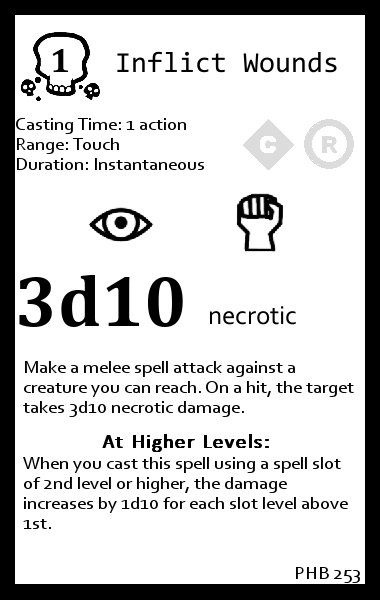 1 Inflict Wounds
Casting Time: 1 action
Range: Touch
Duration: Instantaneous
C R
3d10 necrotic
Make a melee spell attack against a
creature you can reach. On a hit, the target
takes 3d10 necrotic damage.
At Higher Levels:
When you cast this spell using a spell slot
of 2nd level or higher, the damage
increases by 1d10 for each slot level above
1st.
PHB 253